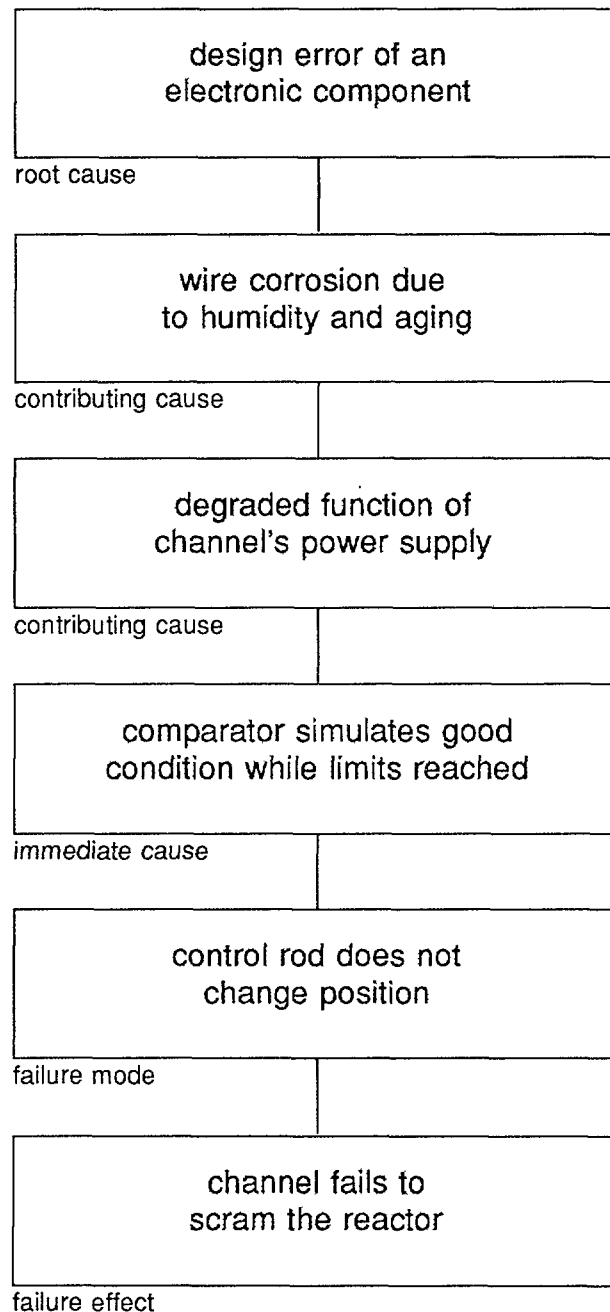 design error of an
electronic component
root cause
wire corrosion due
to humidity and aging
contributing cause
degraded function of
channel's power supply
contributing cause
comparator simulates good
condition while limits reached
immediate cause
control rod does not
change position
failure mode
channel fails to
scram the reactor
failure effect